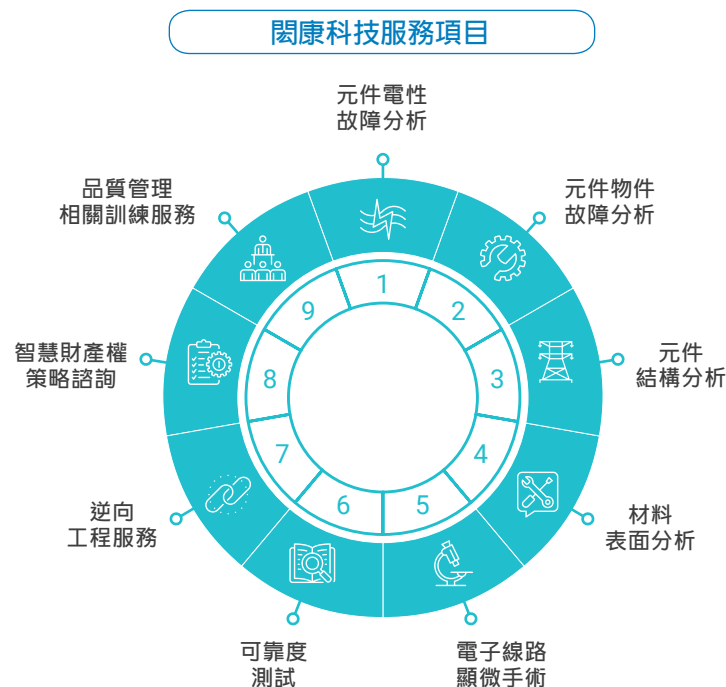 閎康科技服務項目
元件電性
故障分析
元件物件
故障分析
元件
結構分析
材料
表面分析
電子線路
顯微手術
可靠度
測試
逆向
工程服務
智慧財產權
策略諮詢
品質管理
相關訓練服務
1
2
3
4
5
6
7
8
9